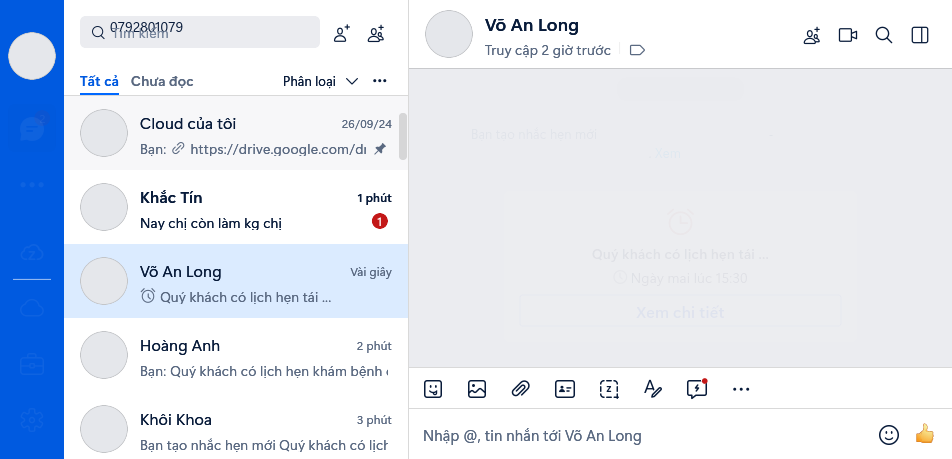 0792801079
Tìm kiếm
Tất cả Chưa đọc Phân loại
Cloud của tôi 26/09/24
Bạn: https://drive.google.com/dr
Khắc Tín 1 phút
Nay chị còn làm kg chị 1
Võ An Long Vài giây
Quý khách có lịch hẹn tái ...
Hoàng Anh 2 phút
Bạn: Quý khách có lịch hẹn khám bệnh
Khôi Khoa 3 phút
Bạn tạo nhắc hẹn mới Quý khách có lịch
Võ An Long
Truy cập 2 giờ trước
Bạn tạo nhắc hẹn mới
Xem
Quý khách có lịch hẹn tái ...
Ngày mai lúc 15:30
Xem chi tiết
Nhập @, tin nhắn tới Võ An Long